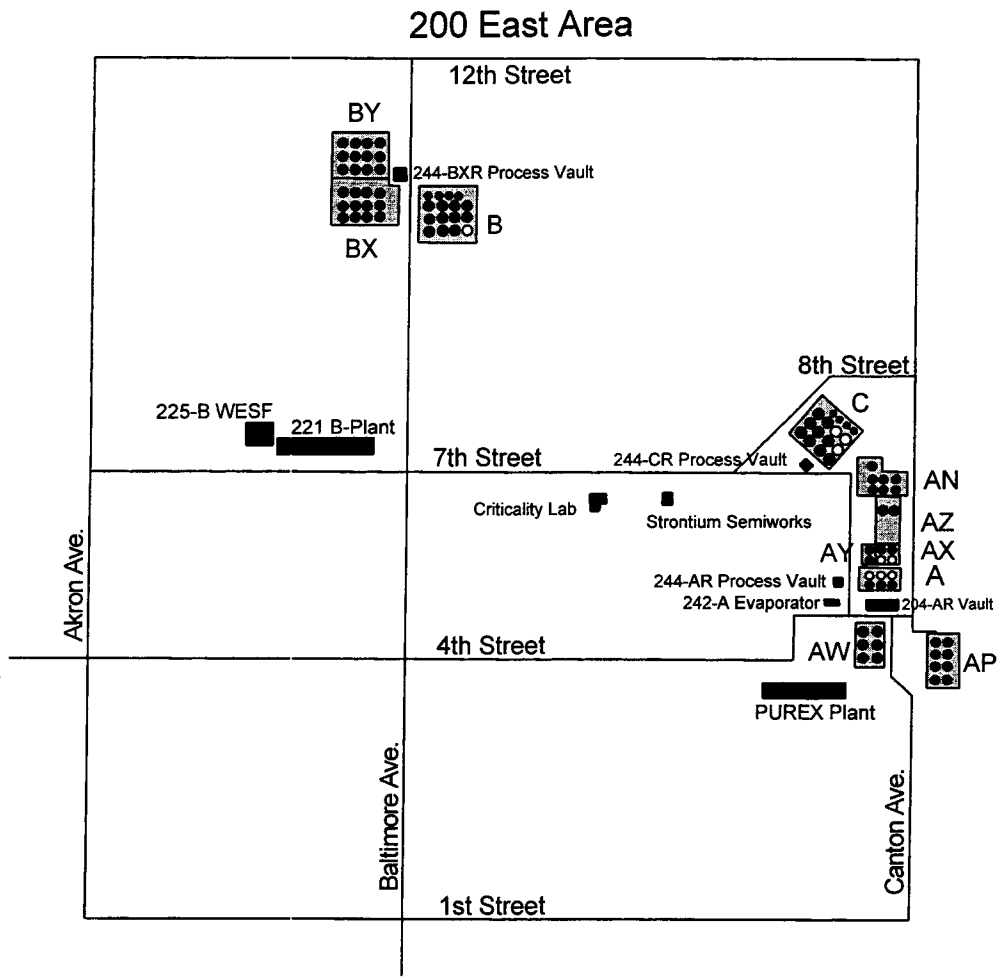 200 East Area
12th Street
BY
244-BXR Process Vault
B
BX
8th Street
C
225-B WESF
221 B-Plant
7th Street
244-CR Process Vault
AN
Criticality Lab
Strontium Semiworks
AZ
AY
AX
Akron Ave.
244-AR Process Vault
A
242-A Evaporator
204-AR Vault
4th Street
AW
AP
PUREX Plant
Baltimore Ave.
Canton Ave.
1st Street